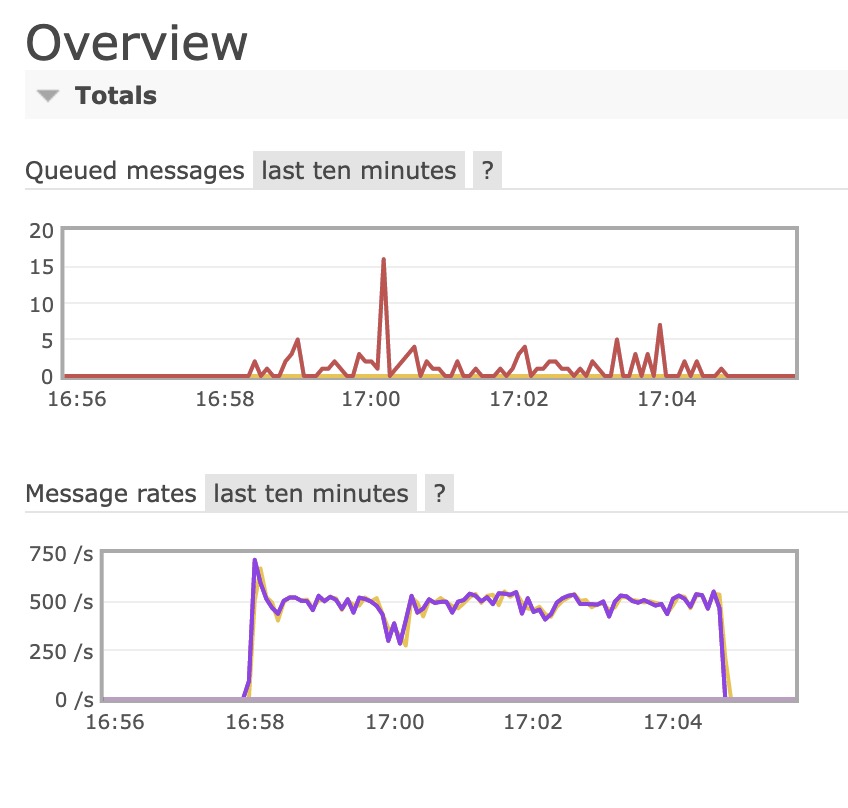 Overview
Totals
Queued messages last ten minutes ?
20
15
10
5
0
16:56 16:58 17:00 17:02 17:04
Message rates last ten minutes ?
750 /s
500 /s
250 /s
0 /s
16:56 16:58 17:00 17:02 17:04